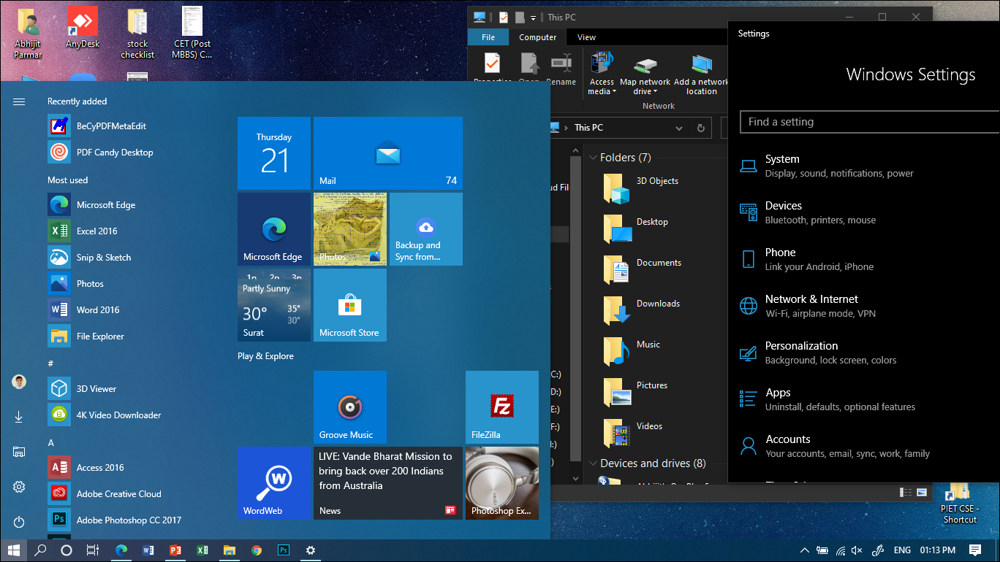 Abhijit
Parmar
AnyDesk
stock
checklist
CET (Post
MBBS) C...
This PC
File
Computer
View
Properties
Open
Rename
Access
media
Map network
drive
Add a network
location
Network
This PC
Folders (7)
3D Objects
Desktop
Documents
Downloads
Music
Pictures
Videos
Devices and drives (8)
ud Fil
C:)
D:)
E:)
F:)
Settings
Windows Settings
Find a setting
System
Display, sound, notifications, power
Devices
Bluetooth, printers, mouse
Phone
Link your Android, iPhone
Network & Internet
Wi-Fi, airplane mode, VPN
Personalization
Background, lock screen, colors
Apps
Uninstall, defaults, optional features
Accounts
Your accounts, email, sync, work, family
Recently added
BeCyPDFMetaEdit
PDF Candy Desktop
Most used
Microsoft Edge
Excel 2016
Snip & Sketch
Photos
Word 2016
File Explorer
#
3D Viewer
4K Video Downloader
A
Access 2016
Adobe Creative Cloud
Adobe Photoshop CC 2017
Thursday
21
Mail
74
Microsoft Edge
Photos
Backup and
Sync from...
1p 2p 3p
Partly Sunny
30° 35°
30°
Surat
Microsoft Store
Play & Explore
Groove Music
FileZilla
WordWeb
LIVE: Vande Bharat Mission to
bring back over 200 Indians
from Australia
News
Photoshop Ex...
PIET CSE -
Shortcut
ENG
01:13 PM